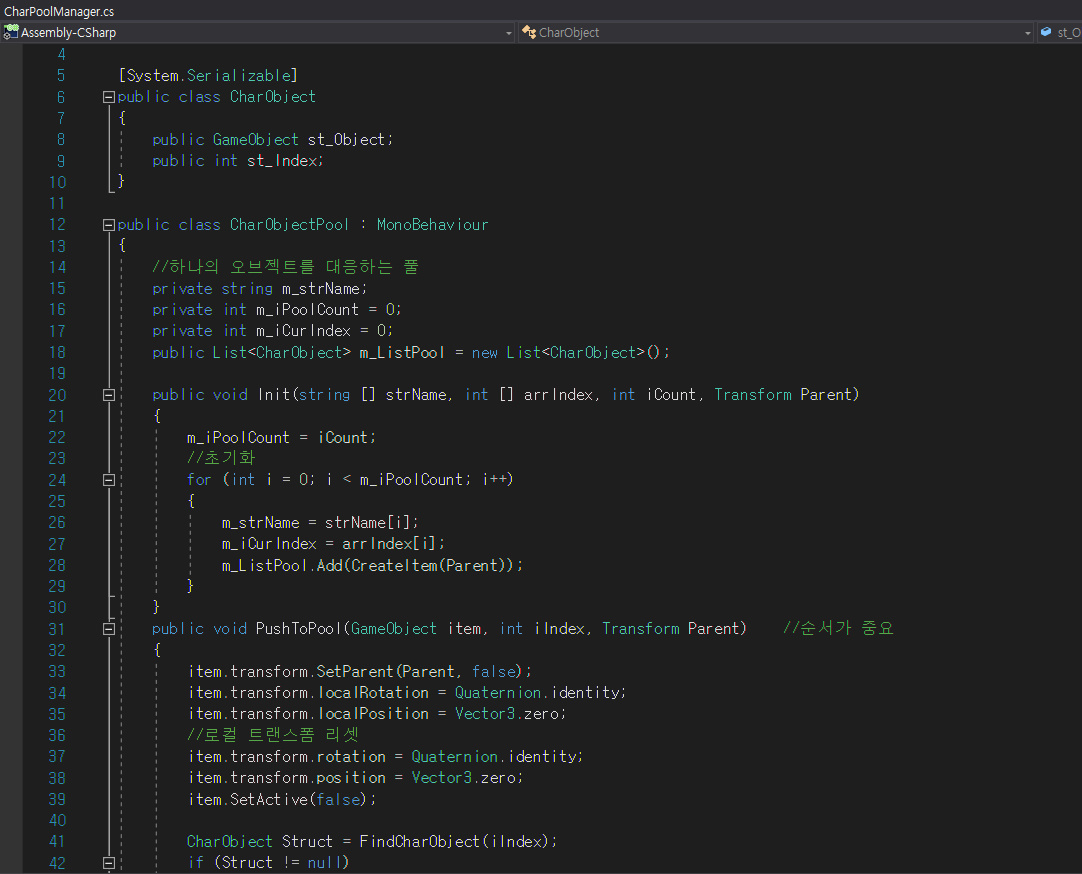 CharPoolManager.cs
Assembly-CSharp CharObject st_O
4
5 [System.Serializable]
6 public class CharObject
7 {
8 public GameObject st_Object;
9 public int st_Index;
10 }
11
12 public class CharObjectPool : MonoBehaviour
13 {
14 //하나의 오브젝트를 대응하는 풀
15 private string m_strName;
16 private int m_iPoolCount = 0;
17 private int m_iCurIndex = 0;
18 public List<CharObject> m_ListPool = new List<CharObject>();
19
20 public void Init(string [] strName, int [] arrIndex, int iCount, Transform Parent)
21 {
22 m_iPoolCount = iCount;
23 //초기화
24 for (int i = 0; i < m_iPoolCount; i++)
25 {
26 m_strName = strName[i];
27 m_iCurIndex = arrIndex[i];
28 m_ListPool.Add(CreateItem(Parent));
29 }
30 }
31 public void PushToPool(GameObject item, int iIndex, Transform Parent) //순서가 중요
32 {
33 item.transform.SetParent(Parent, false);
34 item.transform.localRotation = Quaternion.identity;
35 item.transform.localPosition = Vector3.zero;
36 //로컬 트랜스폼 리셋
37 item.transform.rotation = Quaternion.identity;
38 item.transform.position = Vector3.zero;
39 item.SetActive(false);
40
41 CharObject Struct = FindCharObject(iIndex);
42 if (Struct != null)